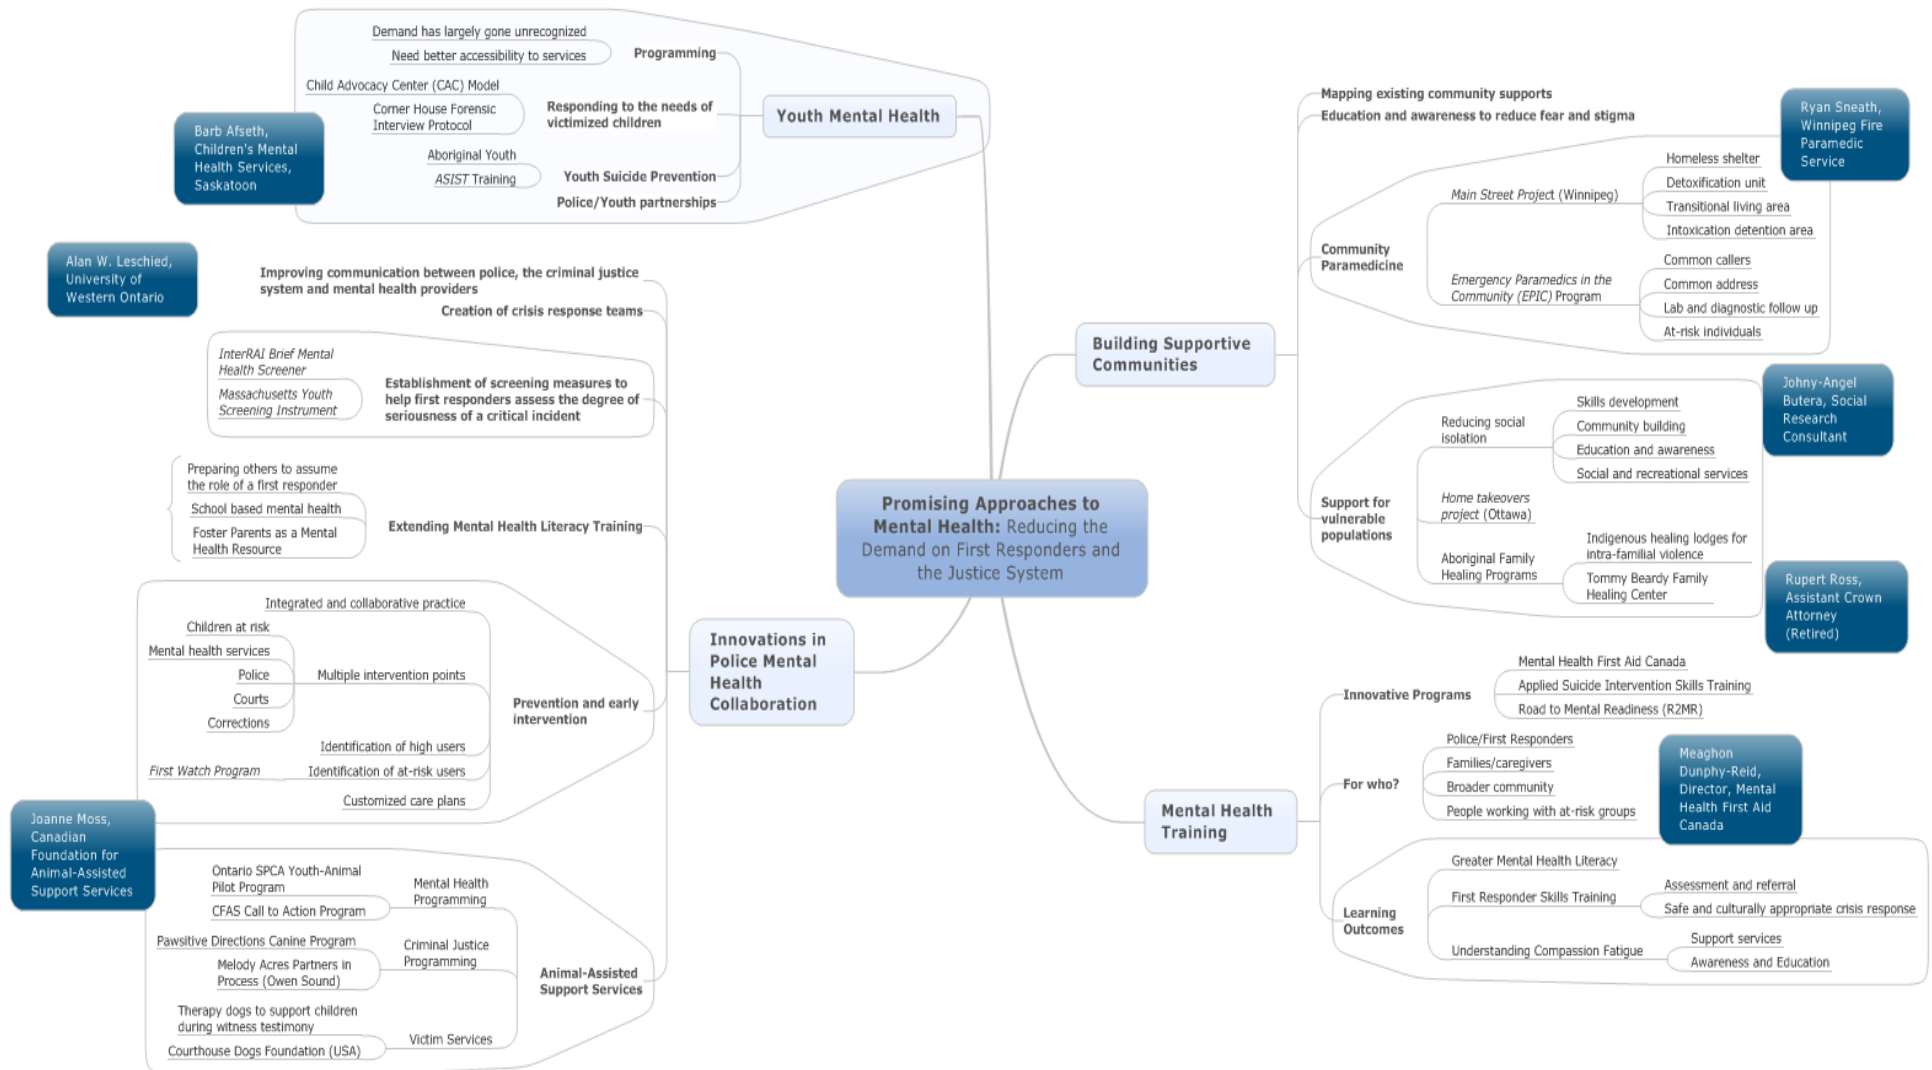 Demand has largely gone unrecognized
Need better accessibility to services
Programming
Child Advocacy Center (CAC) Model
Corner House Forensic
Interview Protocol
Responding to the needs of
victimized children
Aboriginal Youth
ASIST Training
Youth Suicide Prevention
Police/Youth partnerships
Youth Mental Health
Barb Afseth,
Children's Mental
Health Services,
Saskatoon
Alan W. Leschied,
University of
Western Ontario
Improving communication between police, the criminal justice
system and mental health providers
Creation of crisis response teams
InterRAI Brief Mental
Health Screener
Massachusetts Youth
Screening Instrument
Establishment of screening measures to
help first responders assess the degree of
seriousness of a critical incident
Preparing others to assume
the role of a first responder
School based mental health
Foster Parents as a Mental
Health Resource
Extending Mental Health Literacy Training
Integrated and collaborative practice
Children at risk
Mental health services
Police
Courts
Corrections
Multiple intervention points
Identification of high users
First Watch Program
Identification of at-risk users
Customized care plans
Prevention and early
intervention
Innovations in
Police Mental
Health
Collaboration
Joanne Moss,
Canadian
Foundation for
Animal-Assisted
Support Services
Ontario SPCA Youth-Animal
Pilot Program
CFAS Call to Action Program
Mental Health
Programming
Pawsitive Directions Canine Program
Melody Acres Partners in
Process (Owen Sound)
Criminal Justice
Programming
Therapy dogs to support children
during witness testimony
Courthouse Dogs Foundation (USA)
Victim Services
Animal-Assisted
Support Services
Promising Approaches to
Mental Health: Reducing the
Demand on First Responders and
the Justice System
Building Supportive
Communities
Mapping existing community supports
Education and awareness to reduce fear and stigma
Ryan Sneath,
Winnipeg Fire
Paramedic
Service
Community
Paramedicine
Main Street Project (Winnipeg)
Homeless shelter
Detoxification unit
Transitional living area
Intoxication detention area
Emergency Paramedics in the
Community (EPIC) Program
Common callers
Common address
Lab and diagnostic follow up
At-risk individuals
Johny-Angel
Butera, Social
Research
Consultant
Support for
vulnerable
populations
Reducing social
isolation
Skills development
Community building
Education and awareness
Social and recreational services
Home takeovers
project (Ottawa)
Aboriginal Family
Healing Programs
Indigenous healing lodges for
intra-familial violence
Tommy Beardy Family
Healing Center
Rupert Ross,
Assistant Crown
Attorney
(Retired)
Mental Health
Training
Innovative Programs
Mental Health First Aid Canada
Applied Suicide Intervention Skills Training
Road to Mental Readiness (R2MR)
For who?
Police/First Responders
Families/caregivers
Broader community
People working with at-risk groups
Meaghon
Dunphy-Reid,
Director, Mental
Health First Aid
Canada
Learning
Outcomes
Greater Mental Health Literacy
First Responder Skills Training
Assessment and referral
Safe and culturally appropriate crisis response
Understanding Compassion Fatigue
Support services
Awareness and Education